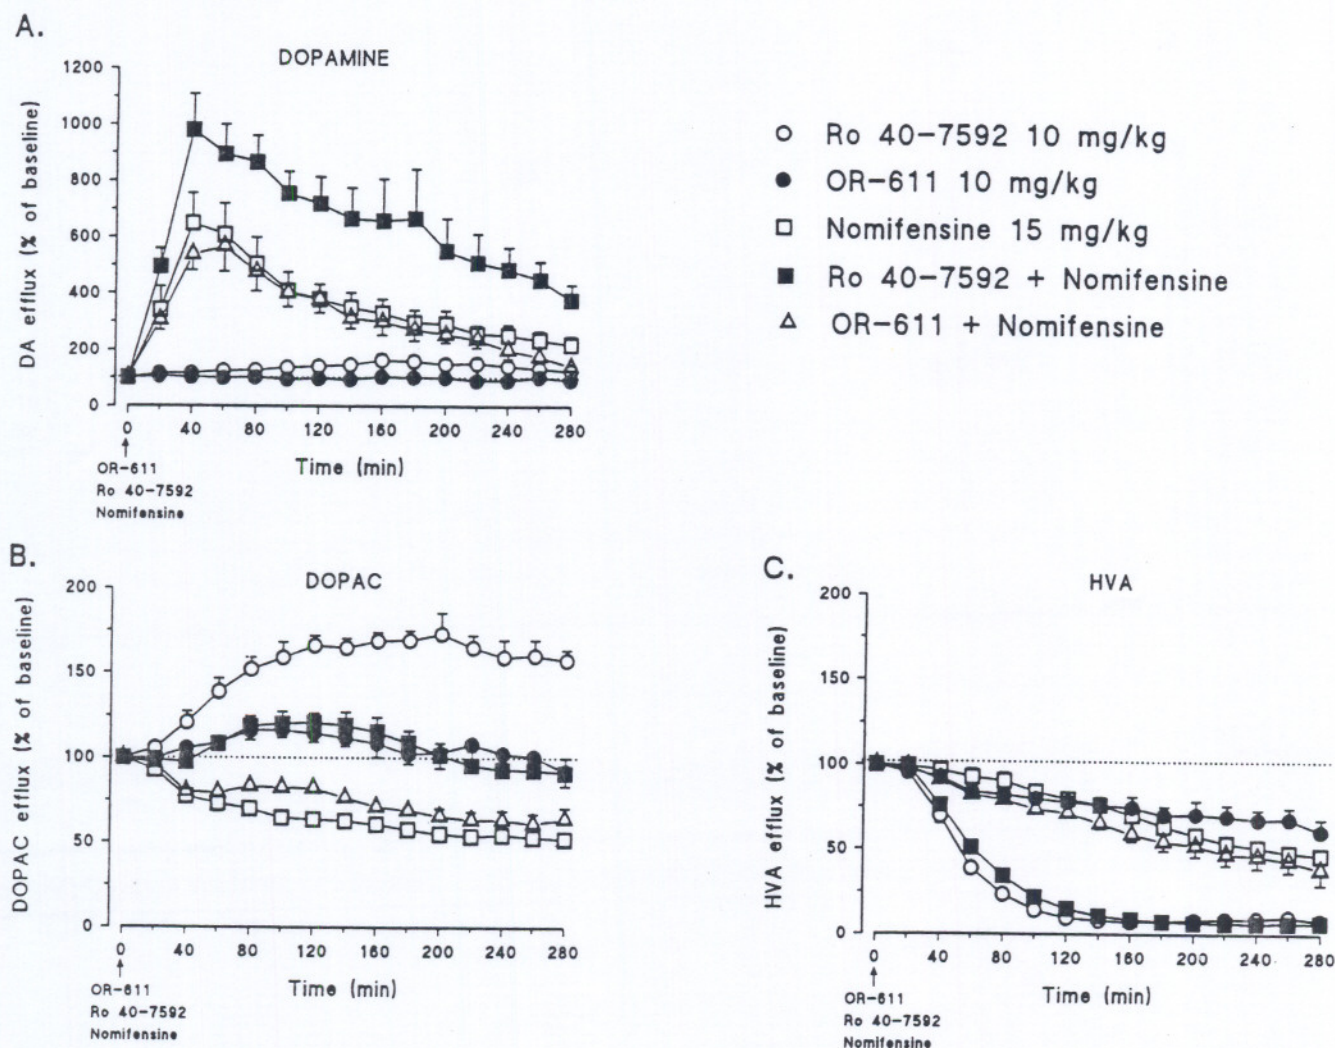 A.
DOPAMINE
DA efflux (% of baseline)
1200
1000
800
600
400
200
0
0 40 80 120 160 200 240 280
Time (min)
OR-611
Ro 40-7592
Nomifensine
Ro 40-7592 10 mg/kg
OR-611 10 mg/kg
Nomifensine 15 mg/kg
Ro 40-7592 + Nomifensine
OR-611 + Nomifensine
B.
DOPAC
DOPAC efflux (% of baseline)
200
150
100
50
0
0 40 80 120 160 200 240 280
Time (min)
OR-611
Ro 40-7592
Nomifensine
C.
HVA
HVA efflux (% of baseline)
200
150
100
50
0
0 40 80 120 160 200 240 280
Time (min)
OR-611
Ro 40-7592
Nomifensine